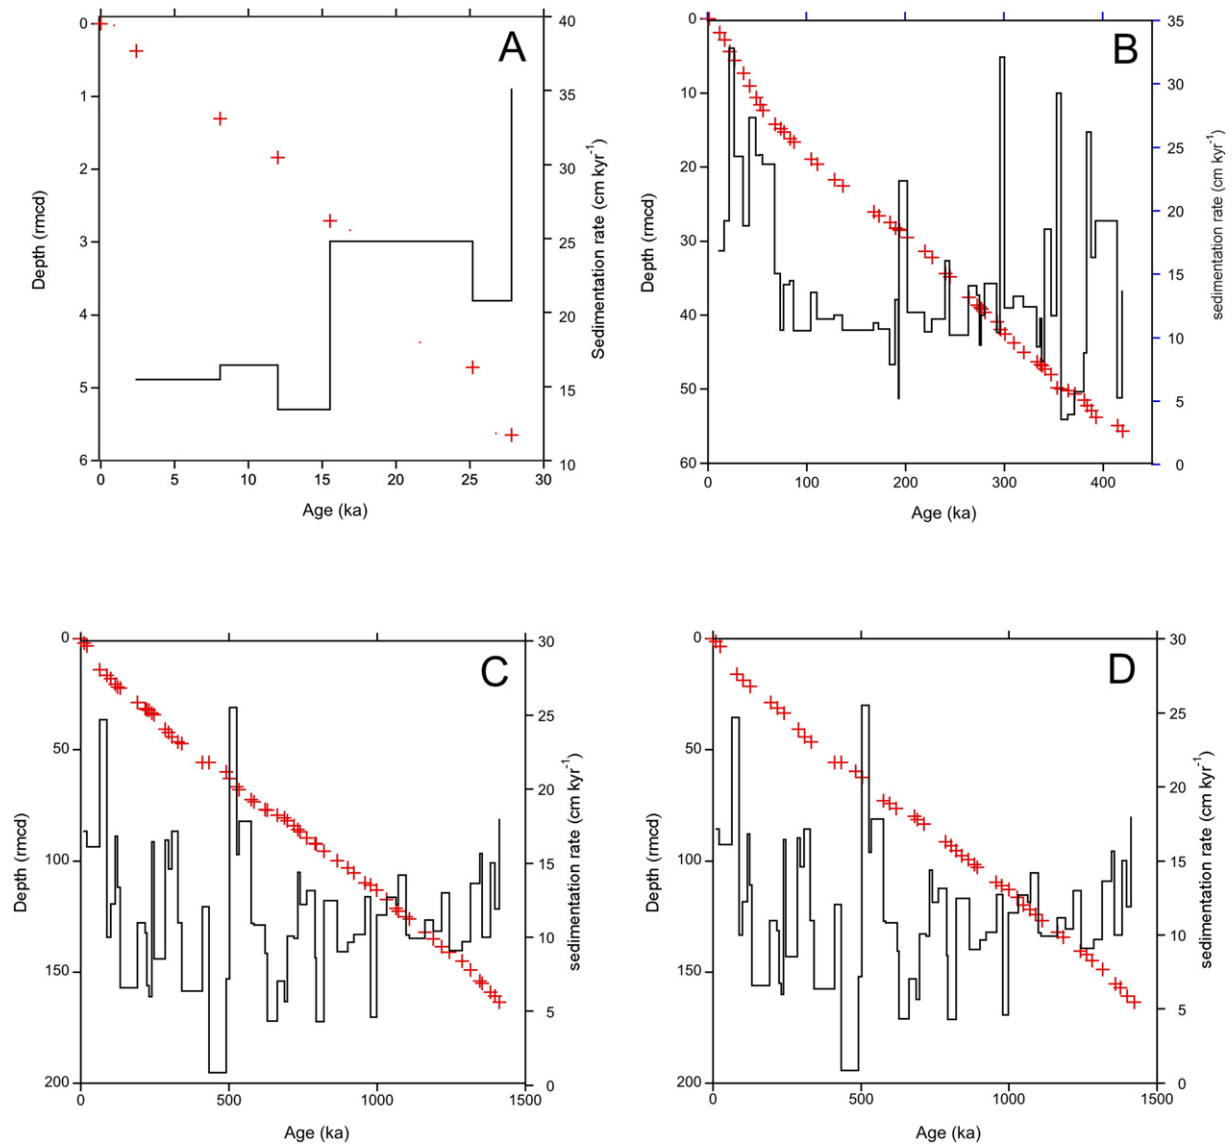 A
0
1
2
3
4
5
6
Depth (rmcd)
40
35
30
25
20
15
10
Sedimentation rate (cm kyr-1)
0 5 10 15 20 25 30
Age (ka)
B
0
10
20
30
40
50
60
Depth (rmcd)
35
30
25
20
15
10
5
0
sedimentation rate (cm kyr-1)
0 100 200 300 400
Age (ka)
C
0
50
100
150
200
Depth (rmcd)
30
25
20
15
10
5
0
sedimentation rate (cm kyr-1)
0 500 1000 1500
Age (ka)
D
0
50
100
150
200
Depth (rmcd)
30
25
20
15
10
5
0
sedimentation rate (cm kyr-1)
0 500 1000 1500
Age (ka)